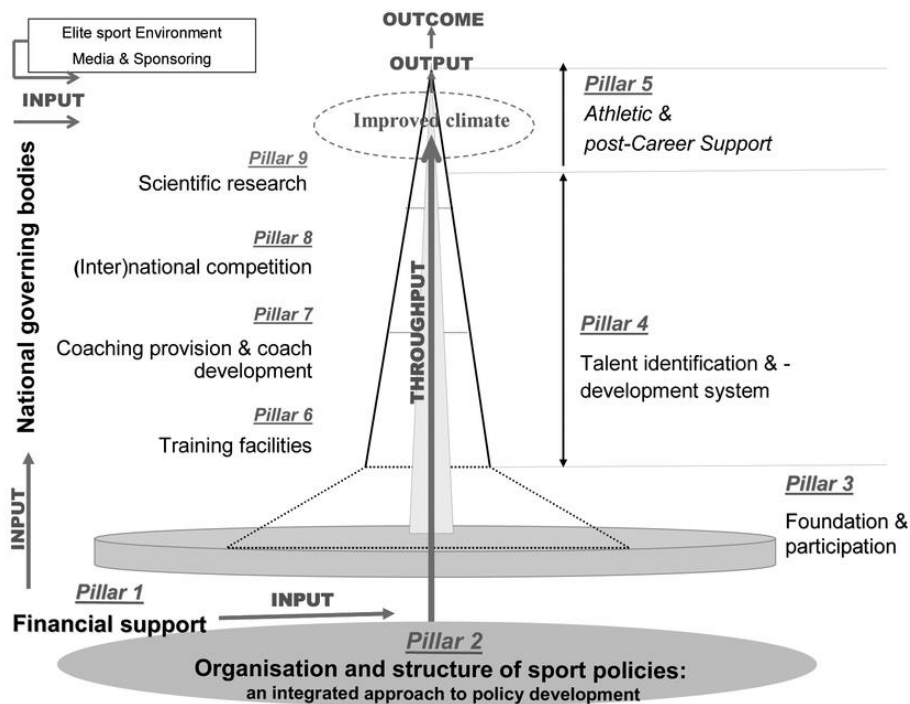 OUTCOME
Elite sport Environment
Media & Sponsoring
OUTPUT
INPUT
Pillar 5
Athletic &
post-Career Support
Improved climate
Pillar 9
Scientific research
National governing bodies
Pillar 8
(Inter)national competition
THROUGHPUT
Pillar 7
Coaching provision & coach
development
Pillar 4
Talent identification & -
development system
Pillar 6
Training facilities
INPUT
Pillar 3
Foundation &
participation
Pillar 1
Financial support
INPUT
Pillar 2
Organisation and structure of sport policies:
an integrated approach to policy development